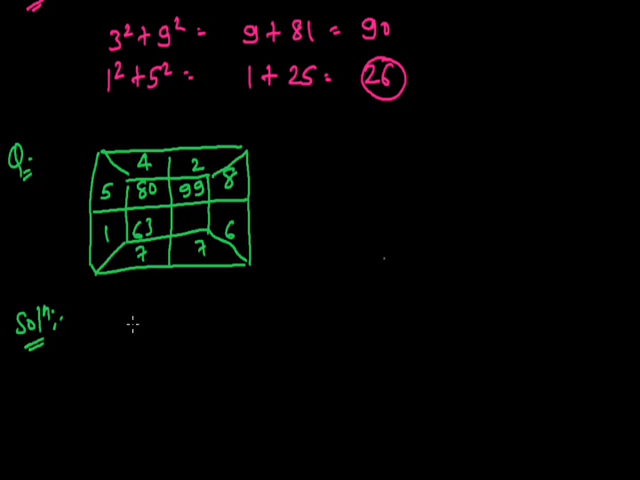 3² + 9² = 9 + 81 = 90
1² + 5² = 1 + 25 = 26
Q:
4 2
5 80 99 8
1 63 6
7 7
Solⁿ: